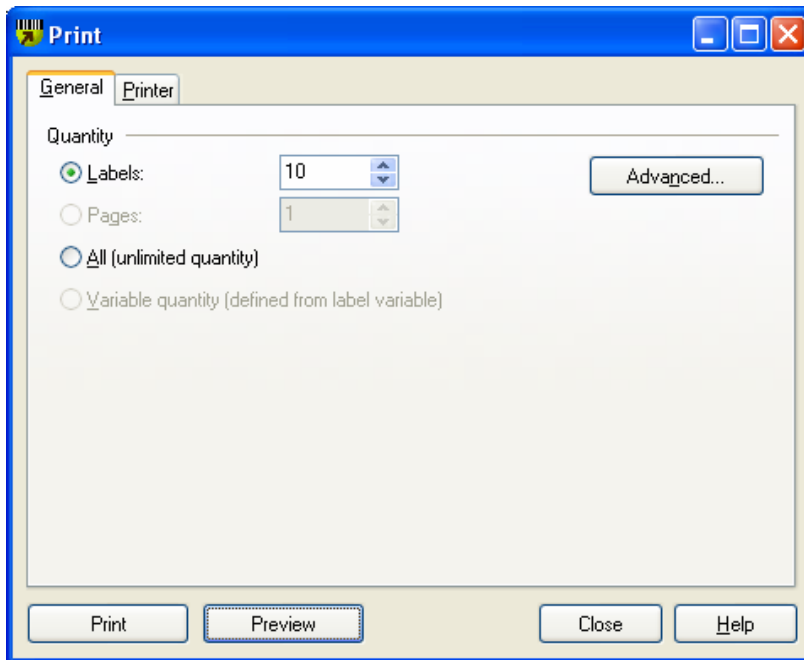 Print
General Printer
Quantity
Labels: 10 Advanced...
Pages: 1
All (unlimited quantity)
Variable quantity (defined from label variable)
Print Preview Close Help